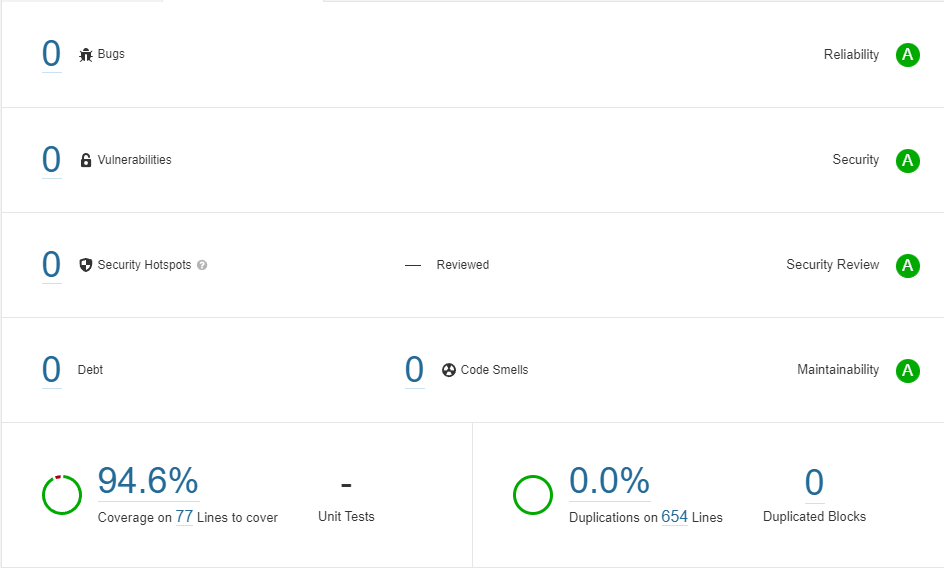 0 Bugs Reliability A
0 Vulnerabilities Security A
0 Security Hotspots ? — Reviewed Security Review A
0 Debt 0 Code Smells Maintainability A
94.6% - 0.0% 0
Coverage on 77 Lines to cover Unit Tests Duplications on 654 Lines Duplicated Blocks